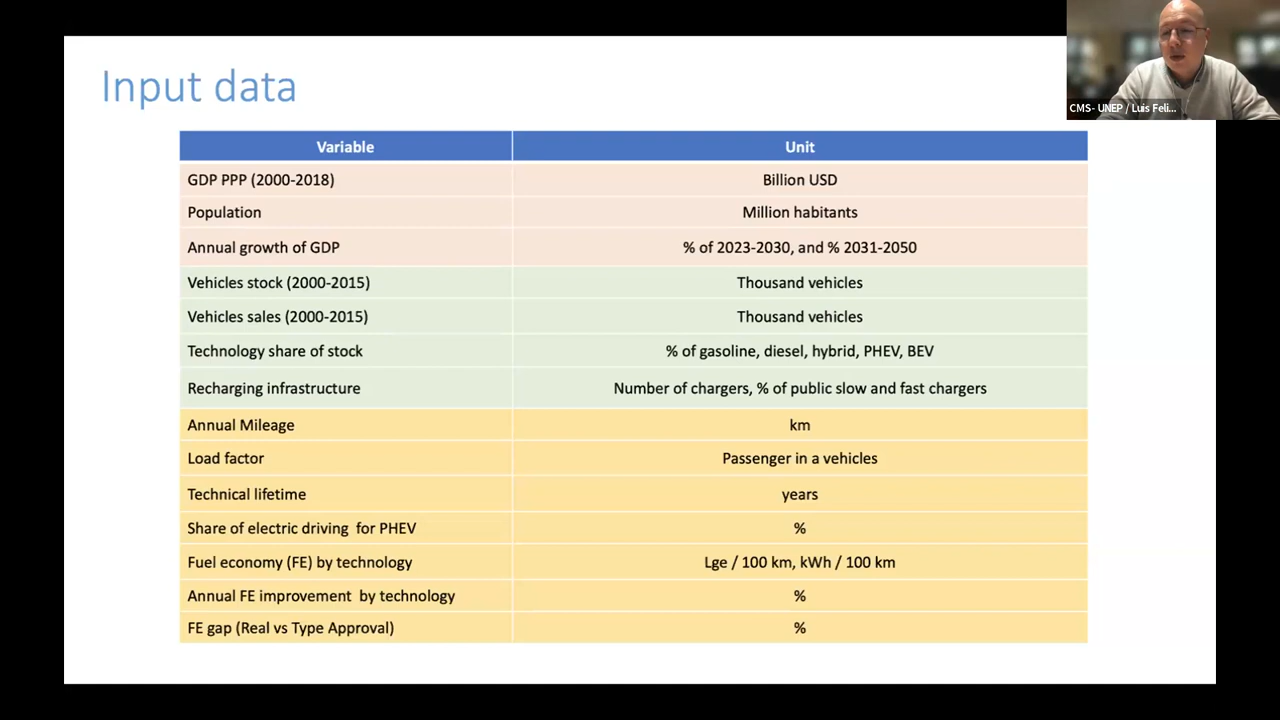 Input data
CMS- UNEP / Luis Feli...
Variable Unit
GDP PPP (2000-2018) Billion USD
Population Million habitants
Annual growth of GDP % of 2023-2030, and % 2031-2050
Vehicles stock (2000-2015) Thousand vehicles
Vehicles sales (2000-2015) Thousand vehicles
Technology share of stock % of gasoline, diesel, hybrid, PHEV, BEV
Recharging infrastructure Number of chargers, % of public slow and fast chargers
Annual Mileage km
Load factor Passenger in a vehicles
Technical lifetime years
Share of electric driving for PHEV %
Fuel economy (FE) by technology Lge / 100 km, kWh / 100 km
Annual FE improvement by technology %
FE gap (Real vs Type Approval) %